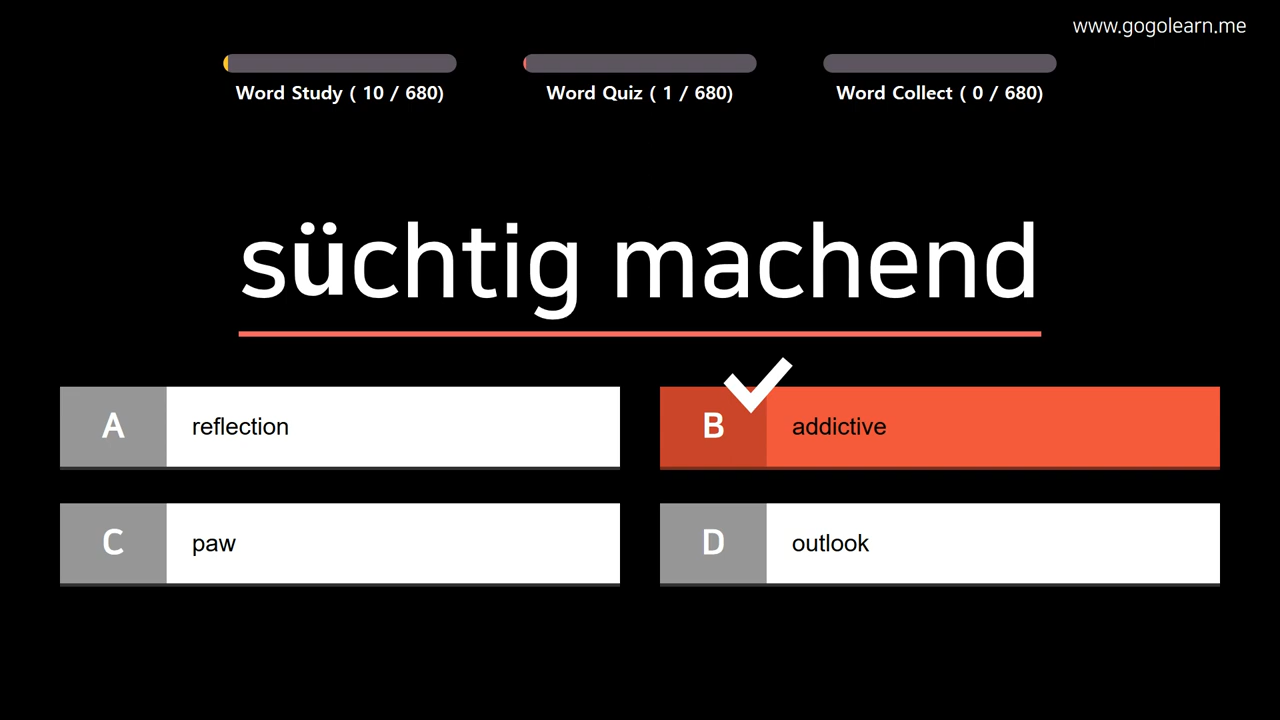 www.gogolearn.me
Word Study ( 10 / 680)
Word Quiz ( 1 / 680)
Word Collect ( 0 / 680)
süchtig machend
A reflection
B addictive
C paw
D outlook